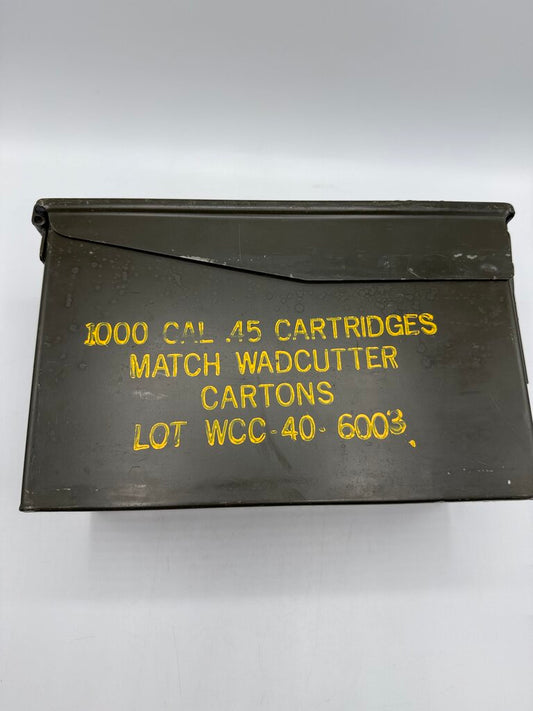 1000 CAL .45 CARTRIDGES
MATCH WADCUTTER
CARTONS
LOT WCC-40-6003